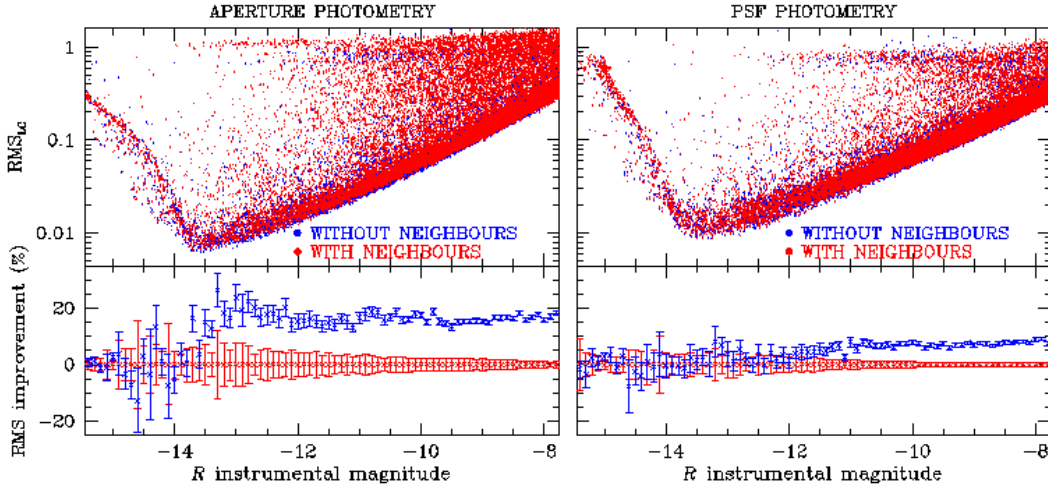 APERTURE PHOTOMETRY
PSF PHOTOMETRY
1
0.1
0.01
RMS_LC
WITHOUT NEIGHBOURS
WITH NEIGHBOURS
WITHOUT NEIGHBOURS
WITH NEIGHBOURS
20
0
−20
RMS improvement (%)
−14 −12 −10 −8
−14 −12 −10 −8
R instrumental magnitude
R instrumental magnitude